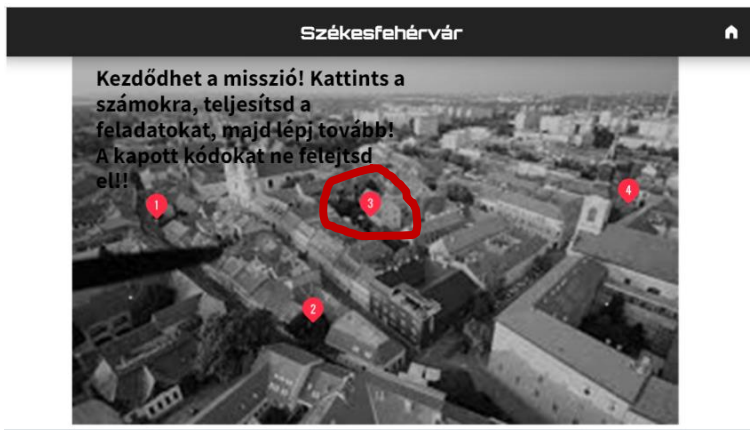 Székesfehérvár
Kezdődhet a misszió! Kattints a
számokra, teljesítsd a
feladatokat, majd lépj tovább!
A kapott kódokat ne felejtsd
el!!
1
3
4
2